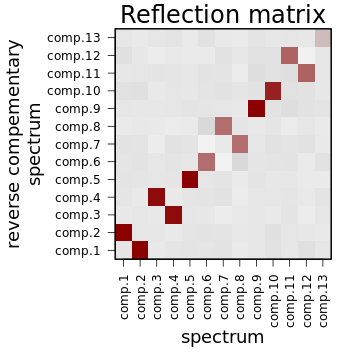 Reflection matrix
reverse compementary
spectrum
comp.13
comp.12
comp.11
comp.10
comp.9
comp.8
comp.7
comp.6
comp.5
comp.4
comp.3
comp.2
comp.1
comp.1
comp.2
comp.3
comp.4
comp.5
comp.6
comp.7
comp.8
comp.9
comp.10
comp.11
comp.12
comp.13
spectrum